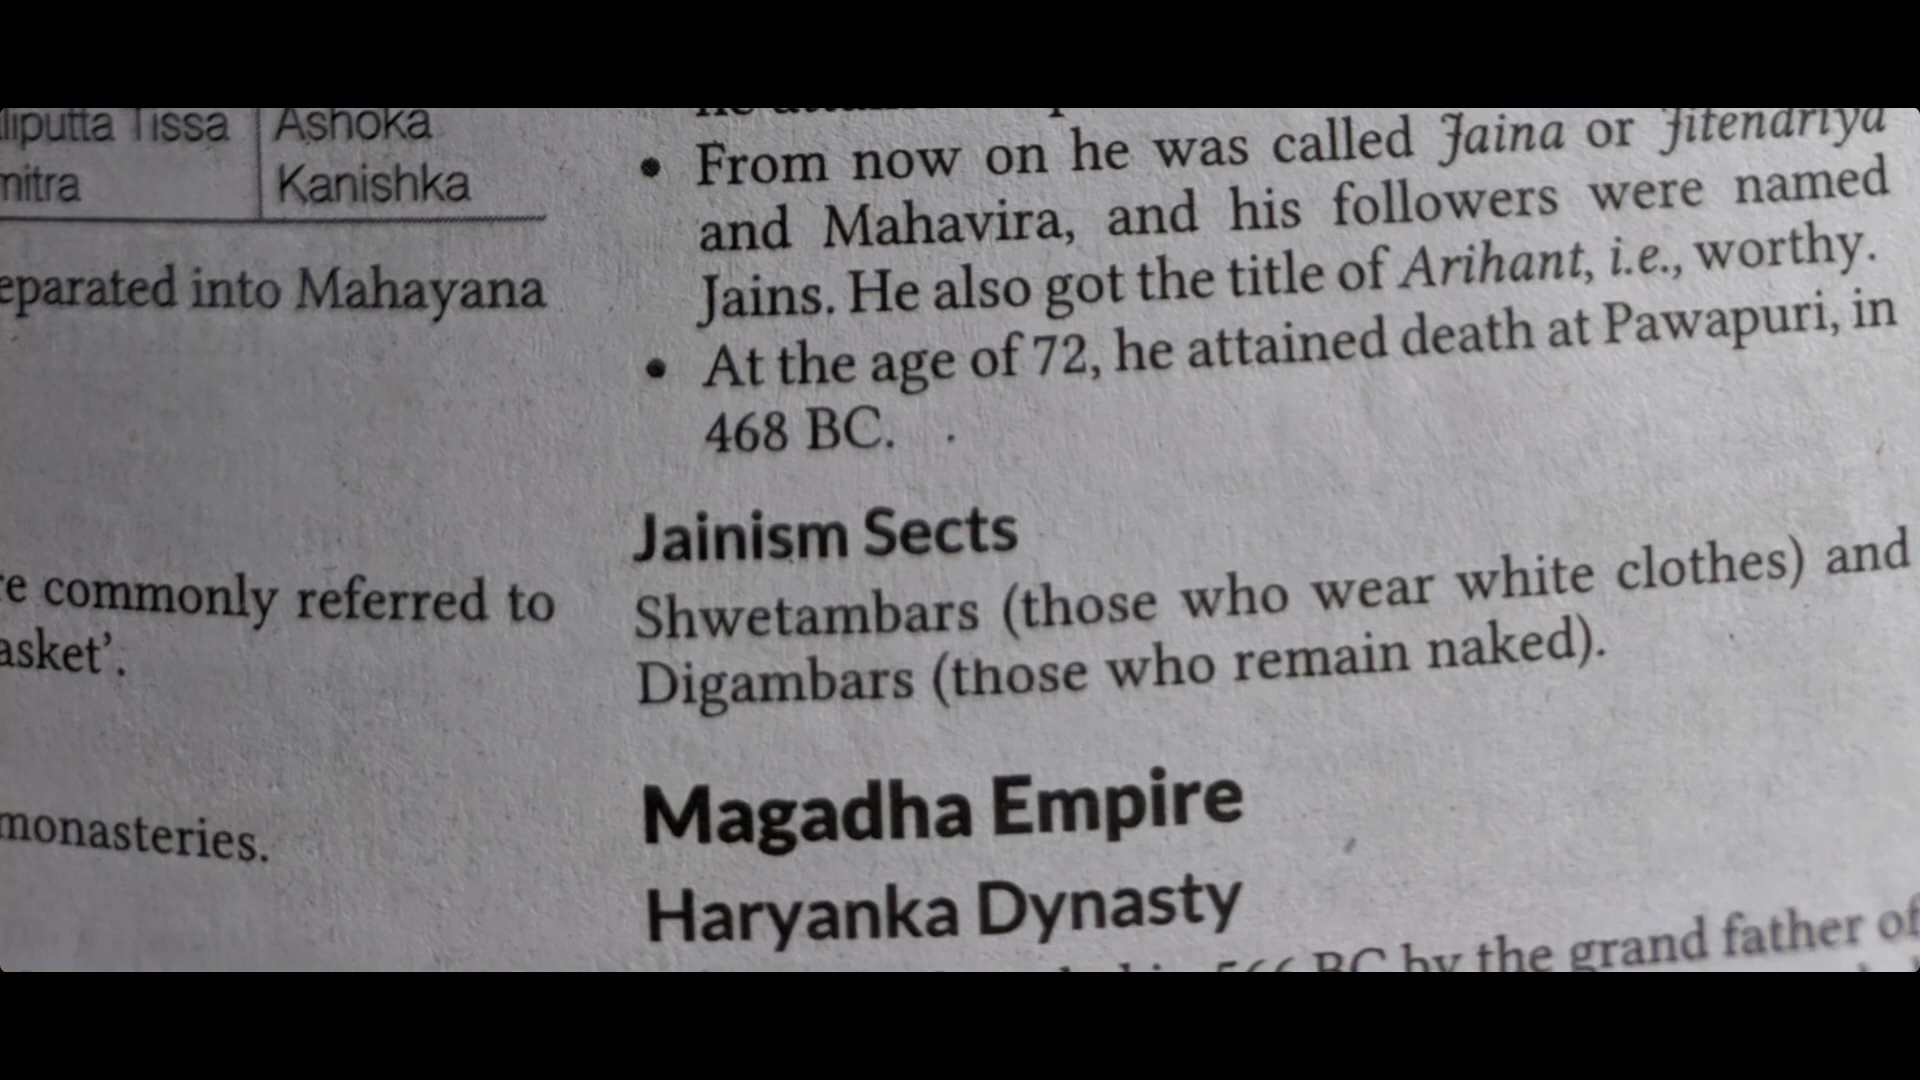 Tissa | Ashoka
Kanishka
into Mahayana
commonly referred to
monasteries.
• From now on he was called Jaina or Jitendriya
and Mahavira, and his followers were named
Jains. He also got the title of Arihant, i.e., worthy.
• At the age of 72, he attained death at Pawapuri, in
468 BC.
Jainism Sects
Shwetambars (those who wear white clothes) and
Digambars (those who remain naked).
Magadha Empire
Haryanka Dynasty
BC by the grand father of